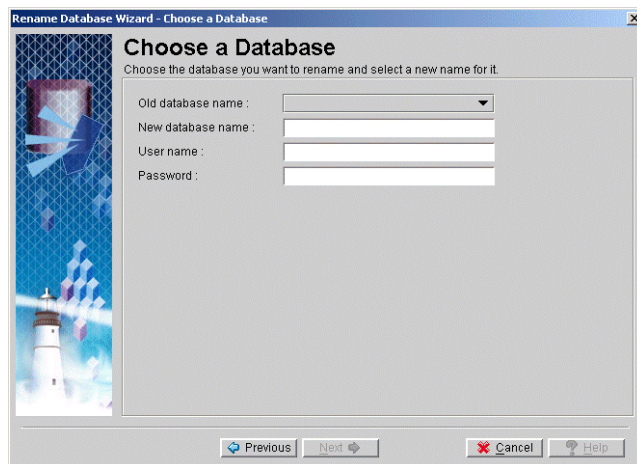 Rename Database Wizard - Choose a Database
Choose a Database
Choose the database you want to rename and select a new name for it.
Old database name :
New database name :
User name :
Password :
Previous Next Cancel Help